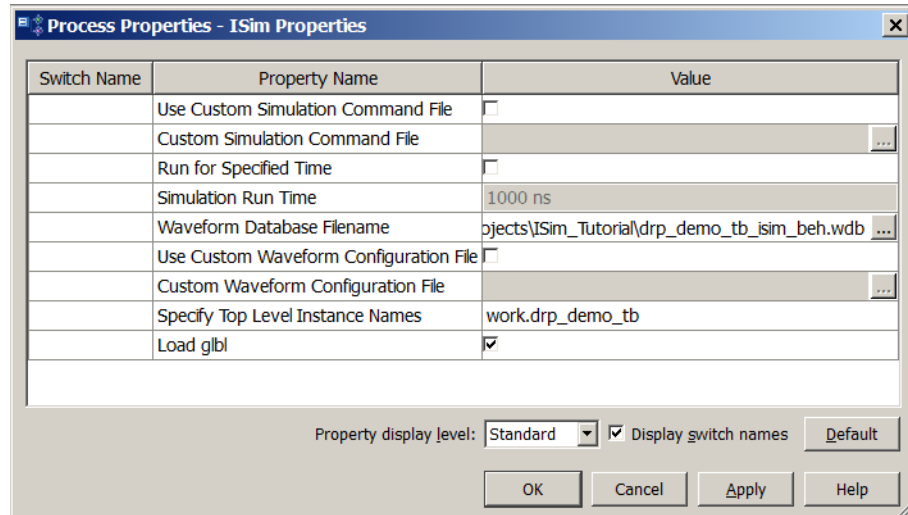 Process Properties - ISim Properties
Switch Name Property Name Value
Use Custom Simulation Command File
Custom Simulation Command File ...
Run for Specified Time
Simulation Run Time 1000 ns
Waveform Database Filename ojects\ISim_Tutorial\drp_demo_tb_isim_beh.wdb ...
Use Custom Waveform Configuration File
Custom Waveform Configuration File ...
Specify Top Level Instance Names work.drp_demo_tb
Load glbl
Property display level: Standard Display switch names Default
OK Cancel Apply Help